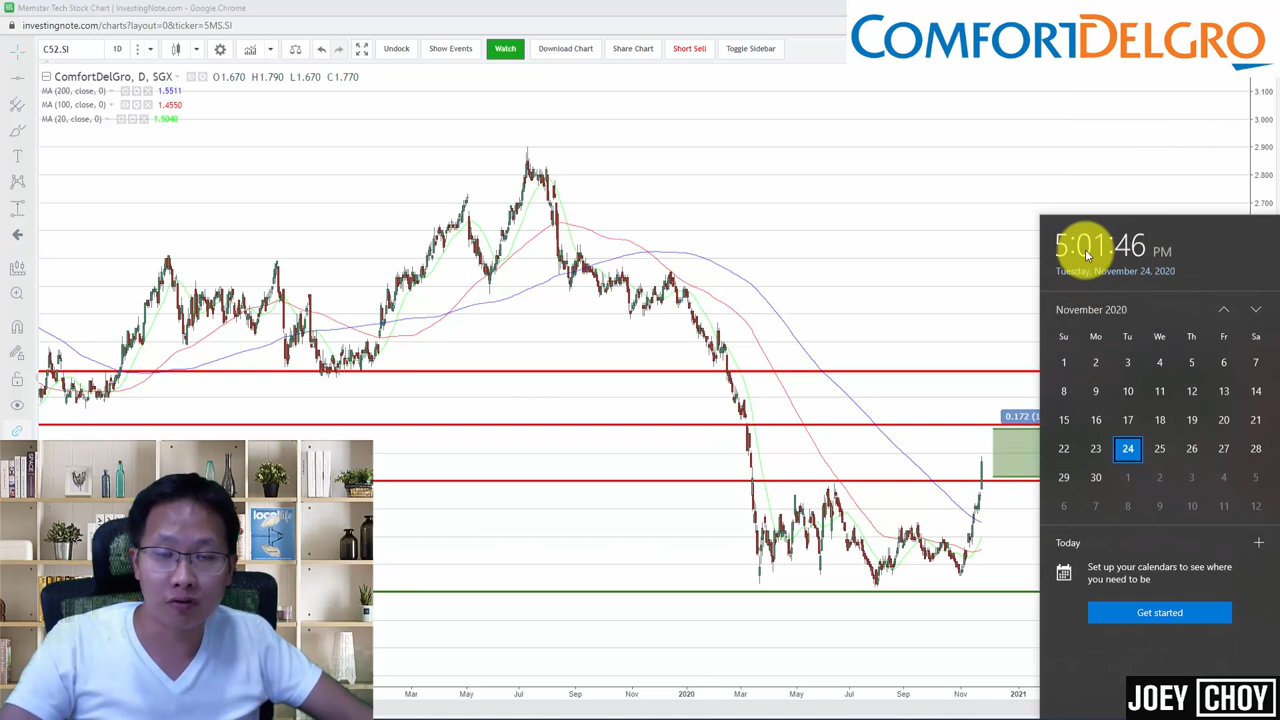 Memstar Tech Stock Chart | InvestingNote.com - Google Chrome
investingnote.com/charts?layout=0&ticker=5MS.SI
COMFORTDELGRO
C52.SI 1D Unlock Show Events Watch Download Chart Share Chart Short Sell Toggle Sidebar
ComfortDelGro, D, SGX O1.670 H1.790 L1.670 C1.770
MA (200, close, 0) 1.5511
MA (100, close, 0) 1.4550
MA (20, close, 0) 1.5040
3.100
3.000
2.900
2.800
2.700
5:01:46 PM
Tuesday, November 24, 2020
November 2020
Su Mo Tu We Th Fr Sa
1 2 3 4 5 6 7
8 9 10 11 12 13 14
15 16 17 18 19 20 21
22 23 24 25 26 27 28
29 30 1 2 3 4 5
6 7 8 9 10 11 12
0.172 (1
Today
Set up your calendars to see where
you need to be
Get started
Mar May Jul Sep Nov 2020 Mar May Jul Sep Nov 2021
JOEY CHOY